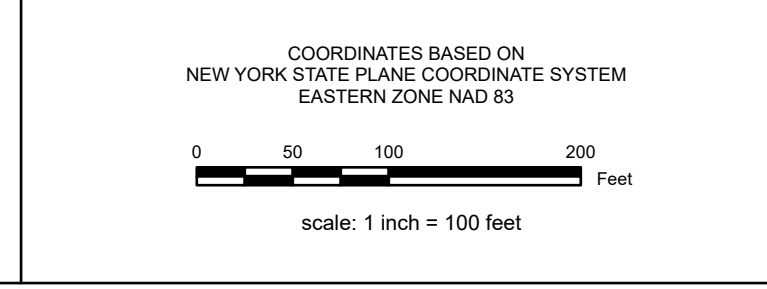 COORDINATES BASED ON
NEW YORK STATE PLANE COORDINATE SYSTEM
EASTERN ZONE NAD 83
0 50 100 200
Feet
scale: 1 inch = 100 feet